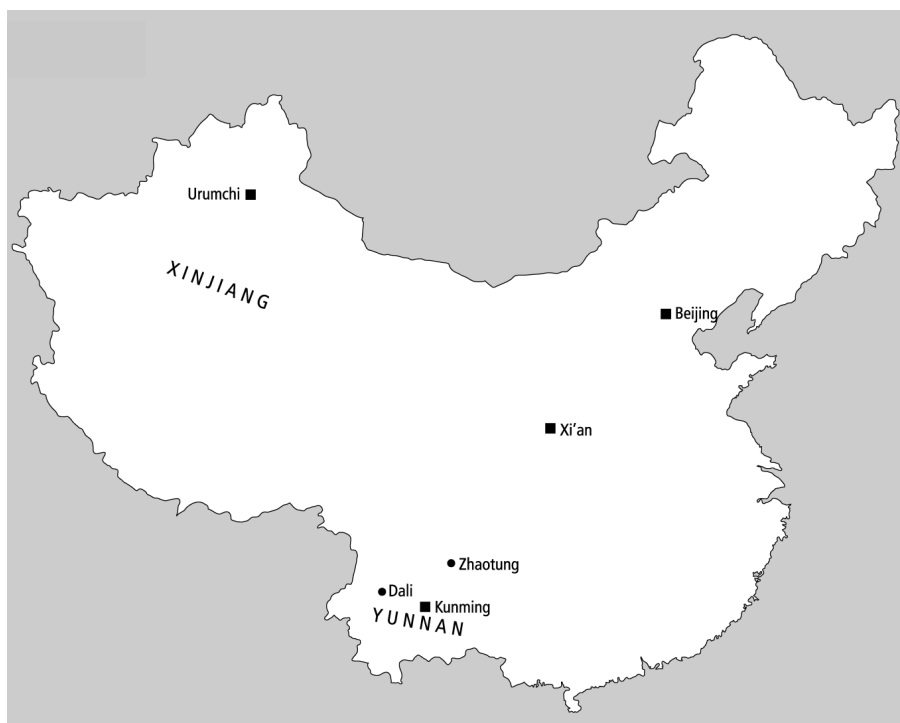 Urumchi
XINJIANG
Beijing
Xi'an
Zhaotung
Dali
Kunming
YUNNAN